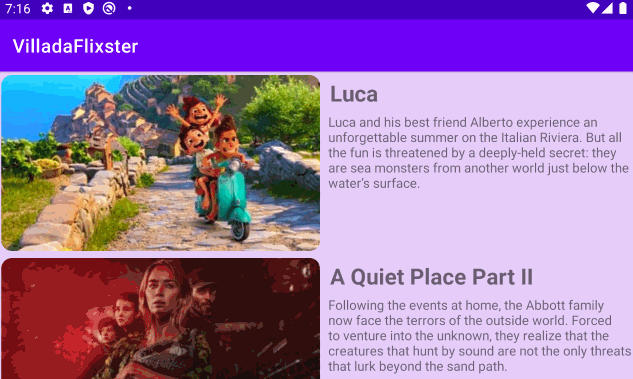 7:16
VilladaFlixster
Luca
Luca and his best friend Alberto experience an
unforgettable summer on the Italian Riviera. But all
the fun is threatened by a deeply-held secret: they
are sea monsters from another world just below the
water's surface.
A Quiet Place Part II
Following the events at home, the Abbott family
now face the terrors of the outside world. Forced
to venture into the unknown, they realize that the
creatures that hunt by sound are not the only threats
that lurk beyond the sand path.